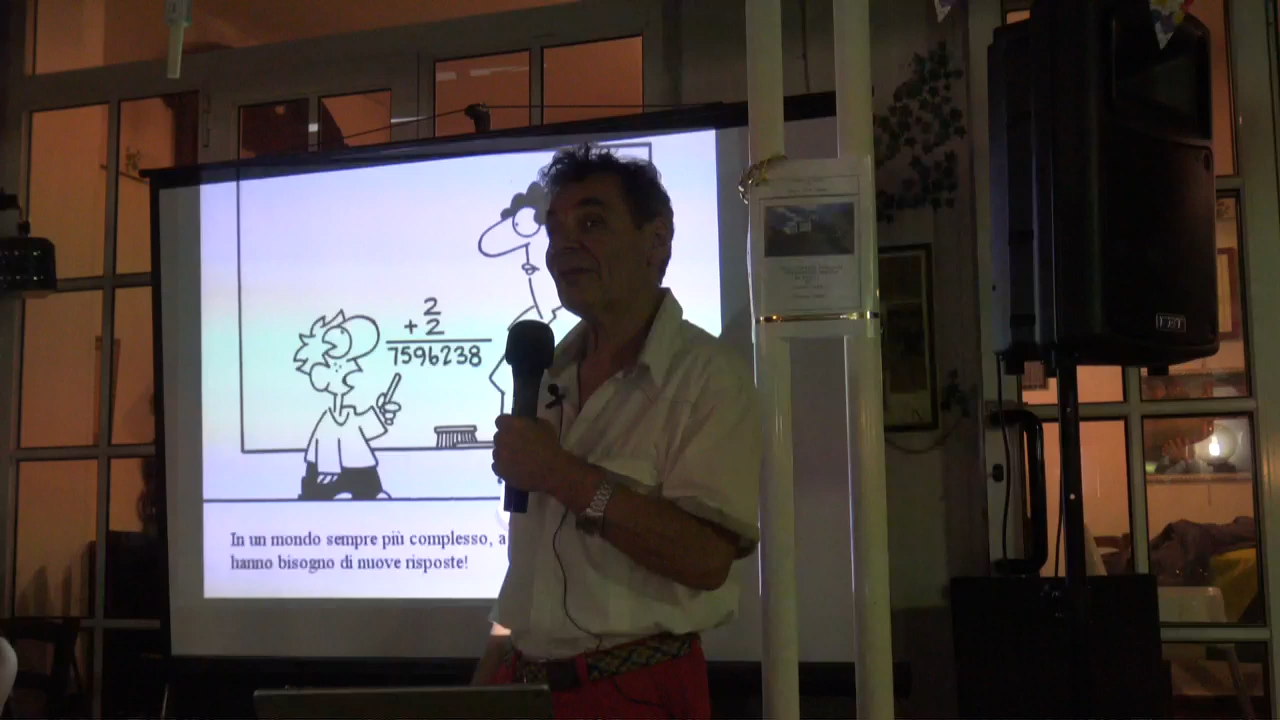 2
+ 2
7596238
In un mondo sempre più complesso, a
hanno bisogno di nuove risposte!